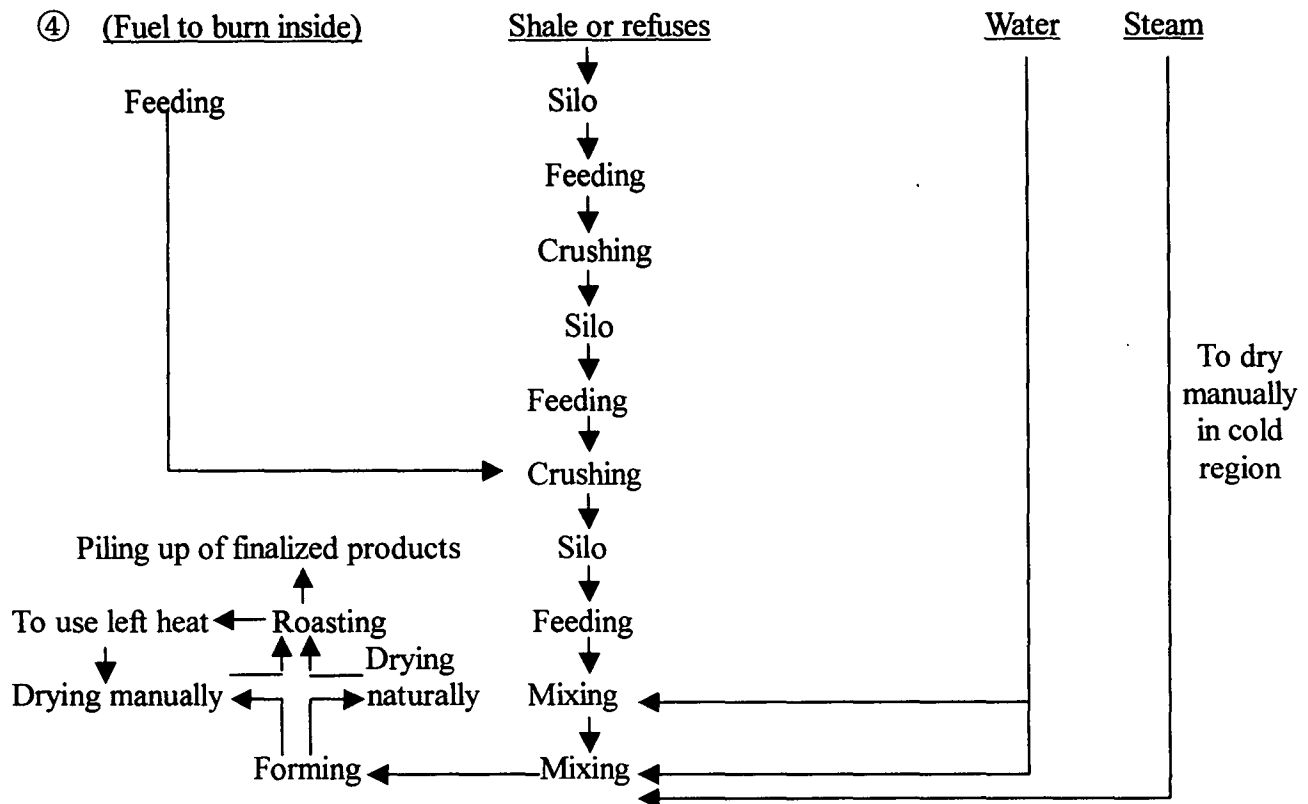 ④ (Fuel to burn inside) Shale or refuses Water Steam
Feeding Silo
Feeding
Crushing
Silo
To dry
manually
in cold
region
Feeding
Crushing
Piling up of finalized products Silo
To use left heat Roasting Feeding
Drying
Drying manually naturally Mixing
Forming Mixing